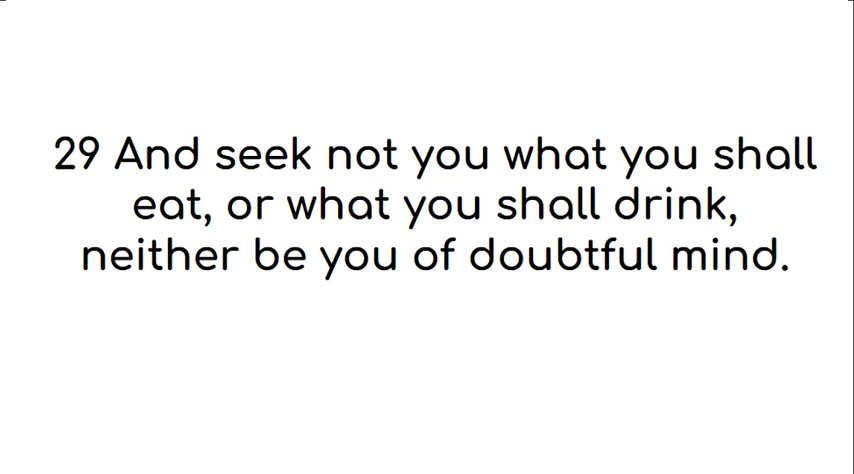 29 And seek not you what you shall
eat, or what you shall drink,
neither be you of doubtful mind.